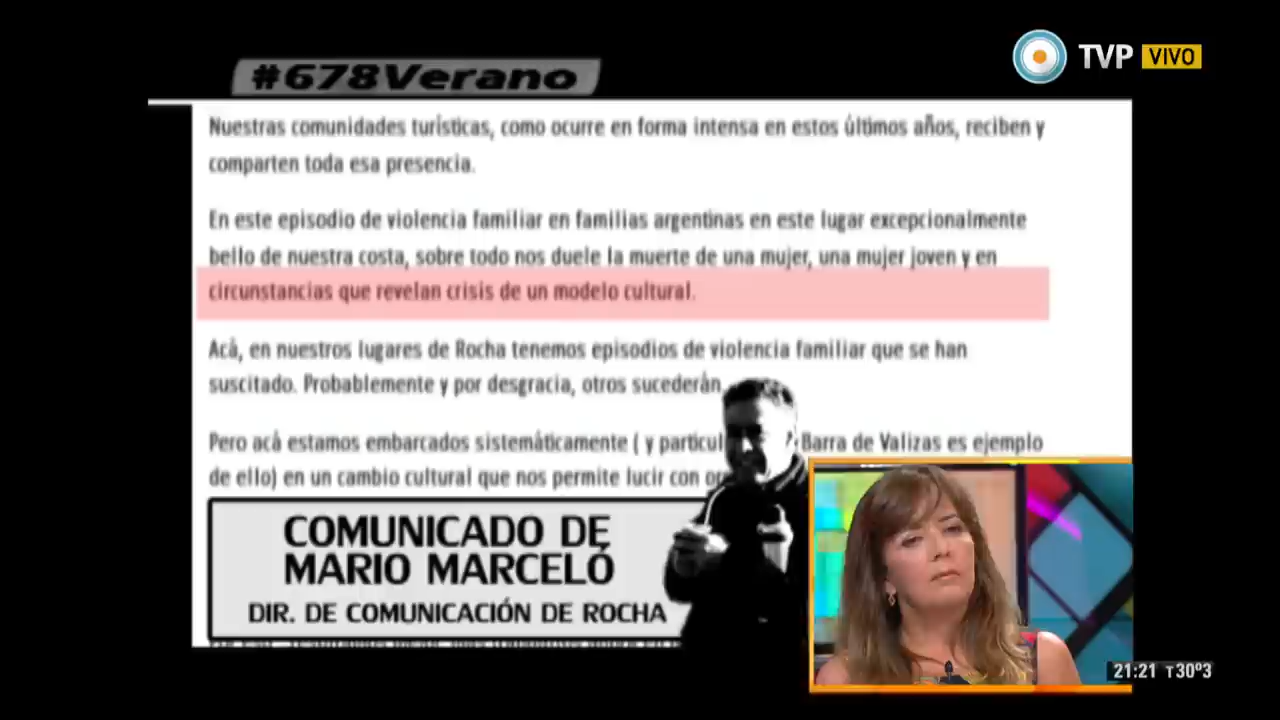 #678Verano
TVP VIVO
Nuestras comunidades turísticas, como ocurre en forma intensa en estos últimos años, reciben y
comparten toda esa presencia.
En este episodio de violencia familiar en familias argentinas en este lugar excepcionalmente
bello de nuestra costa, sobre todo nos duele la muerte de una mujer, una mujer joven y en
circunstancias que revelan crisis de un modelo cultural.
Acá, en nuestros lugares de Rocha tenemos episodios de violencia familiar que se han
suscitado. Probablemente y por desgracia, otros sucederán.
Pero acá estamos embarcados sistemáticamente ( y particul Barra de Valizas es ejemplo
de ello) en un cambio cultural que nos permite lucir con
COMUNICADO DE
MARIO MARCELÓ
DIR. DE COMUNICACIÓN DE ROCHA
21:21 T30º3